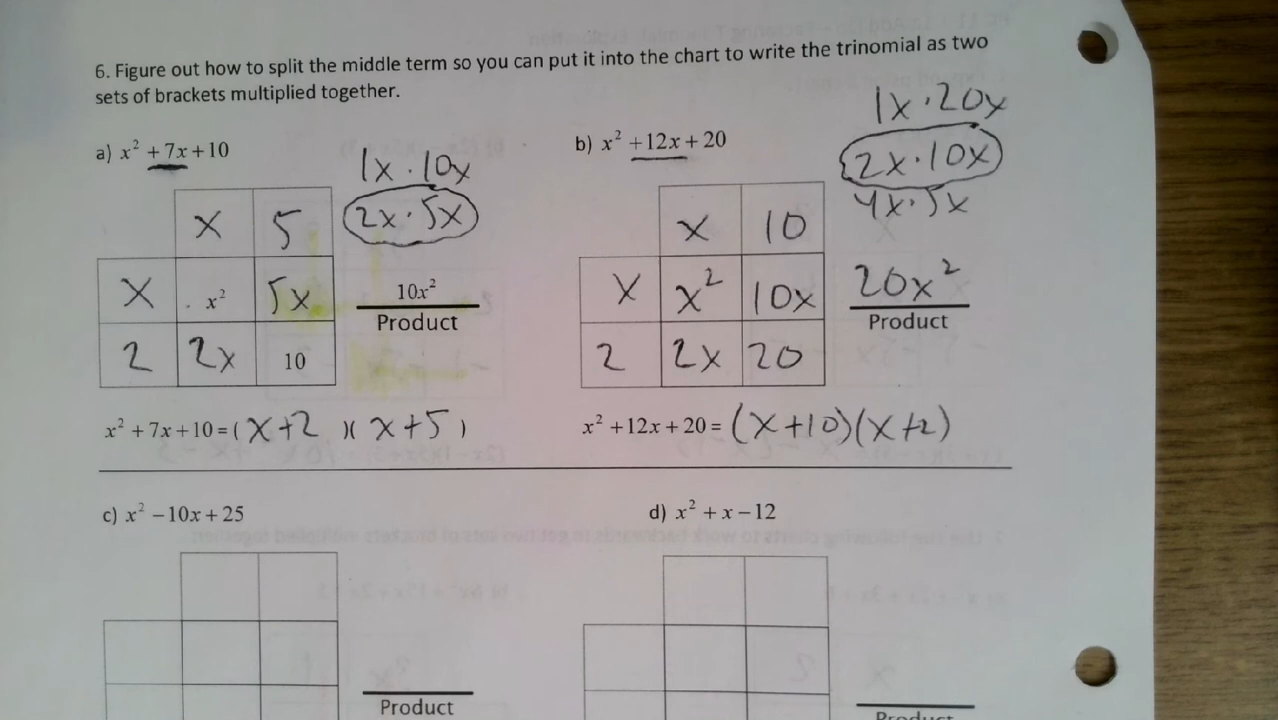 6. Figure out how to split the middle term so you can put it into the chart to write the trinomial as two
sets of brackets multiplied together.
a) x² + 7x + 10
1x · 10x
2x · 5x
x 5
x x² 5x
2 2x 10
10x²
Product
x² + 7x + 10 = ( x+2 )( x+5 )
b) x² + 12x + 20
1x · 20x
2x · 10x
4x · 5x
x 10
x x² 10x
2 2x 20
20x²
Product
x² + 12x + 20 = (x+10)(x+2)
c) x² − 10x + 25
Product
d) x² + x − 12
Product